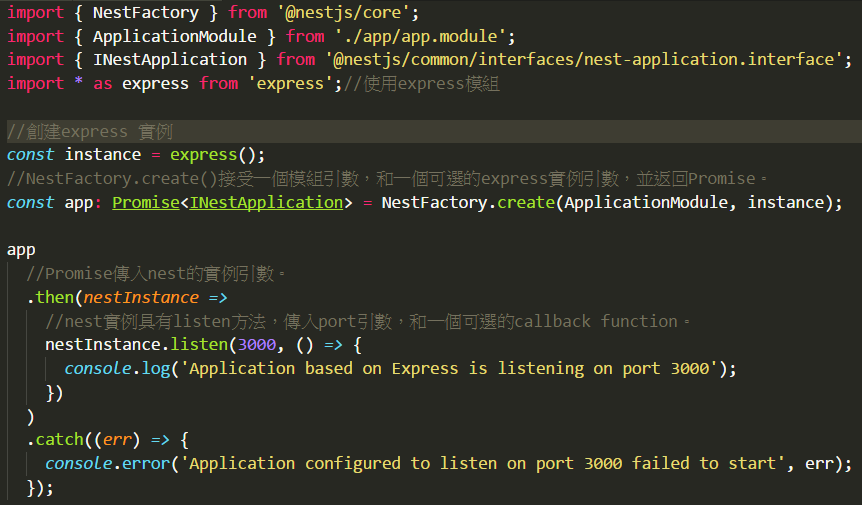 import { NestFactory } from '@nestjs/core';
import { ApplicationModule } from './app/app.module';
import { INestApplication } from '@nestjs/common/interfaces/nest-application.interface';
import * as express from 'express';//使用express模組
//創建express 實例
const instance = express();
//NestFactory.create()接受一個模組引數，和一個可選的express實例引數，並返回Promise。
const app: Promise<INestApplication> = NestFactory.create(ApplicationModule, instance);
app
//Promise傳入nest的實例引數。
.then(nestInstance =>
//nest實例具有listen方法，傳入port引數，和一個可選的callback function。
nestInstance.listen(3000, () => {
console.log('Application based on Express is listening on port 3000');
})
)
.catch((err) => {
console.error('Application configured to listen on port 3000 failed to start', err);
});